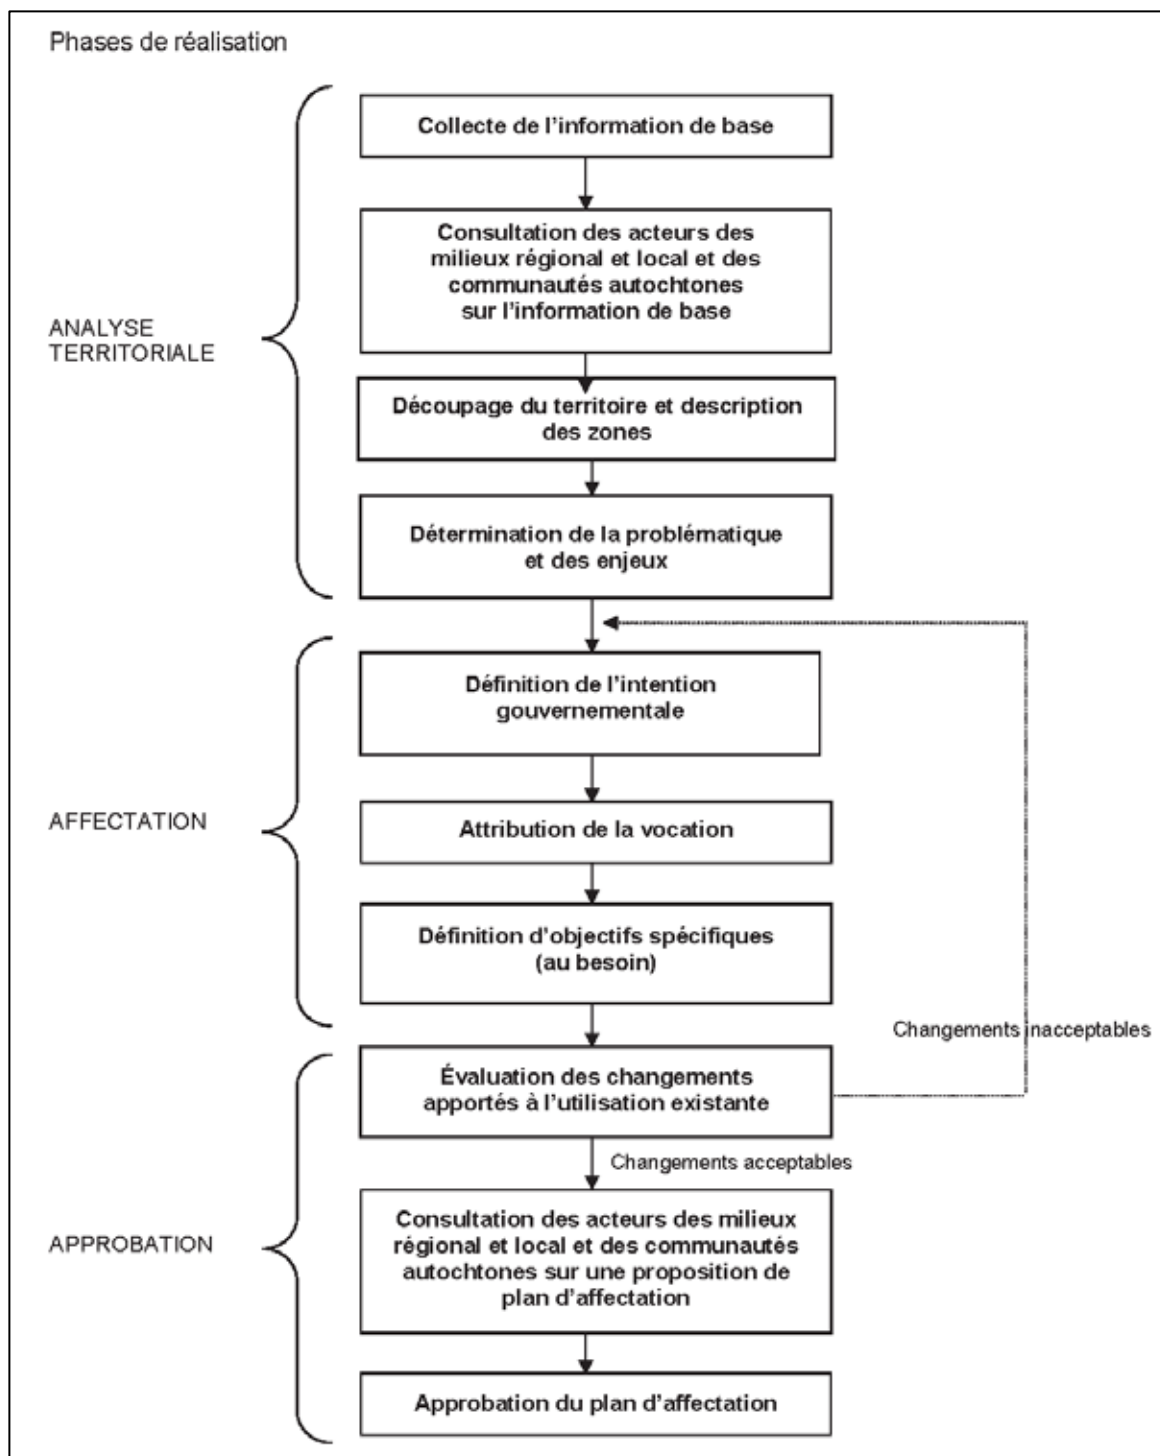 Phases de réalisation
Collecte de l'information de base
Consultation des acteurs des
milieux régional et local et des
communautés autochtones
sur l'information de base
ANALYSE
TERRITORIALE
Découpage du territoire et description
des zones
Détermination de la problématique
et des enjeux
Définition de l'intention
gouvernementale
AFFECTATION
Attribution de la vocation
Définition d'objectifs spécifiques
(au besoin)
Changements inacceptables
Évaluation des changements
apportés à l'utilisation existante
Changements acceptables
APPROBATION
Consultation des acteurs des milieux
régional et local et des communautés
autochtones sur une proposition de
plan d'affectation
Approbation du plan d'affectation